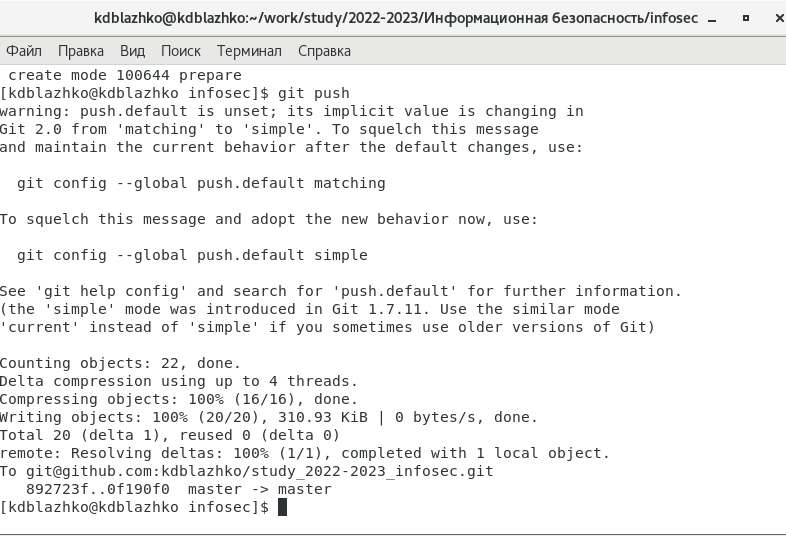 kdblazhko@kdblazhko:~/work/study/2022-2023/Информационная безопасность/infosec
Файл Правка Вид Поиск Терминал Справка
create mode 100644 prepare
[kdblazhko@kdblazhko infosec]$ git push
warning: push.default is unset; its implicit value is changing in
Git 2.0 from 'matching' to 'simple'. To squelch this message
and maintain the current behavior after the default changes, use:
git config --global push.default matching
To squelch this message and adopt the new behavior now, use:
git config --global push.default simple
See 'git help config' and search for 'push.default' for further information.
(the 'simple' mode was introduced in Git 1.7.11. Use the similar mode
'current' instead of 'simple' if you sometimes use older versions of Git)
Counting objects: 22, done.
Delta compression using up to 4 threads.
Compressing objects: 100% (16/16), done.
Writing objects: 100% (20/20), 310.93 KiB | 0 bytes/s, done.
Total 20 (delta 1), reused 0 (delta 0)
remote: Resolving deltas: 100% (1/1), completed with 1 local object.
To git@github.com:kdblazhko/study_2022-2023_infosec.git
892723f..0f190f0  master -> master
[kdblazhko@kdblazhko infosec]$